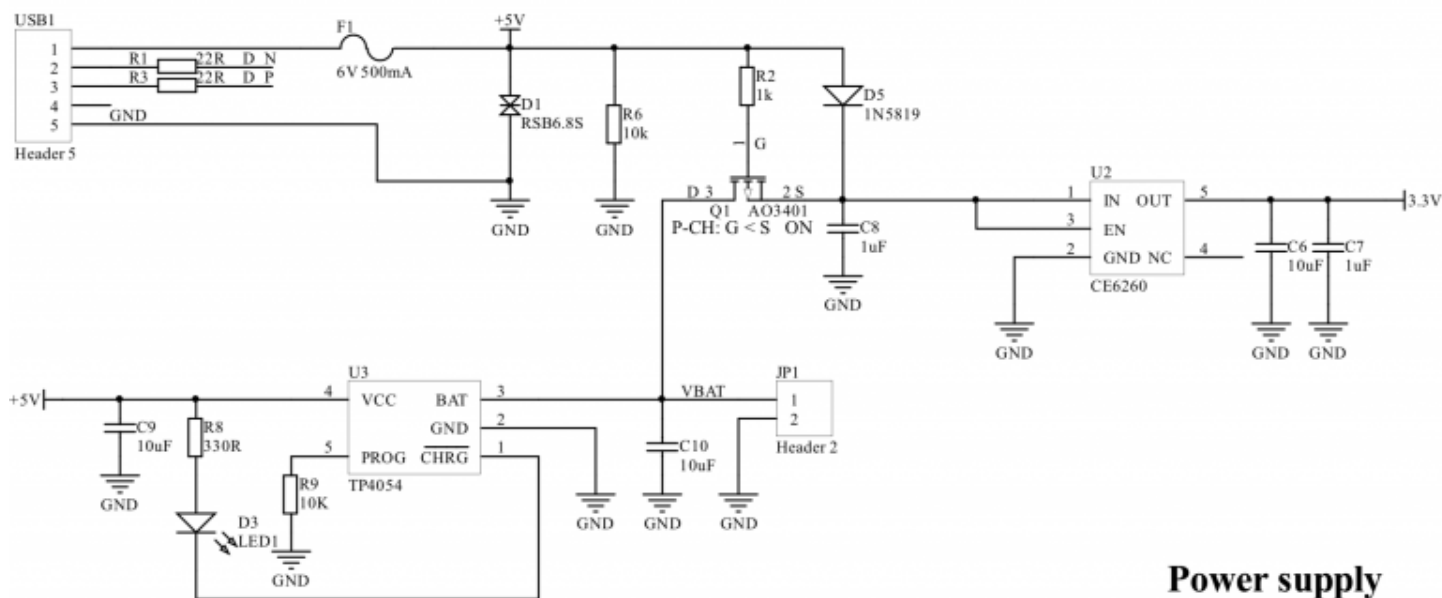 USB1
1
2
3
4
5
Header 5
R1 22R D_N
R3 22R D_P
GND
F1
6V 500mA
+5V
D1
RSB6.8S
GND
R6
10k
GND
R2
1k
1 G
D5
1N5819
D 3
2 S
Q1 AO3401
P-CH: G < S ON
C8
1uF
GND
U2
1 IN OUT 5
3 EN
2 GND NC 4
CE6260
GND
3.3V
C6
10uF
GND
C7
1uF
GND
+5V
C9
10uF
GND
R8
330R
D3
LED1
U3
4 VCC BAT 3
GND 2
5 PROG CHRG 1
TP4054
R9
10K
GND
GND
VBAT
C10
10uF
GND
JP1
1
2
Header 2
GND
Power supply